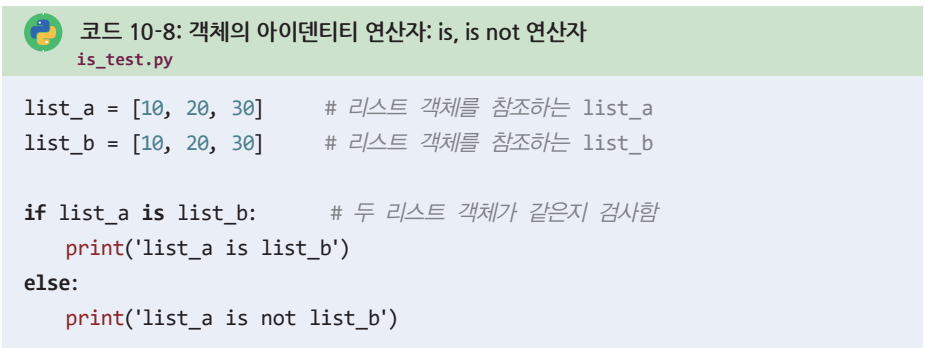 코드 10-8: 객체의 아이덴티티 연산자: is, is not 연산자
is_test.py
list_a = [10, 20, 30] # 리스트 객체를 참조하는 list_a
list_b = [10, 20, 30] # 리스트 객체를 참조하는 list_b
if list_a is list_b: # 두 리스트 객체가 같은지 검사함
print('list_a is list_b')
else:
print('list_a is not list_b')